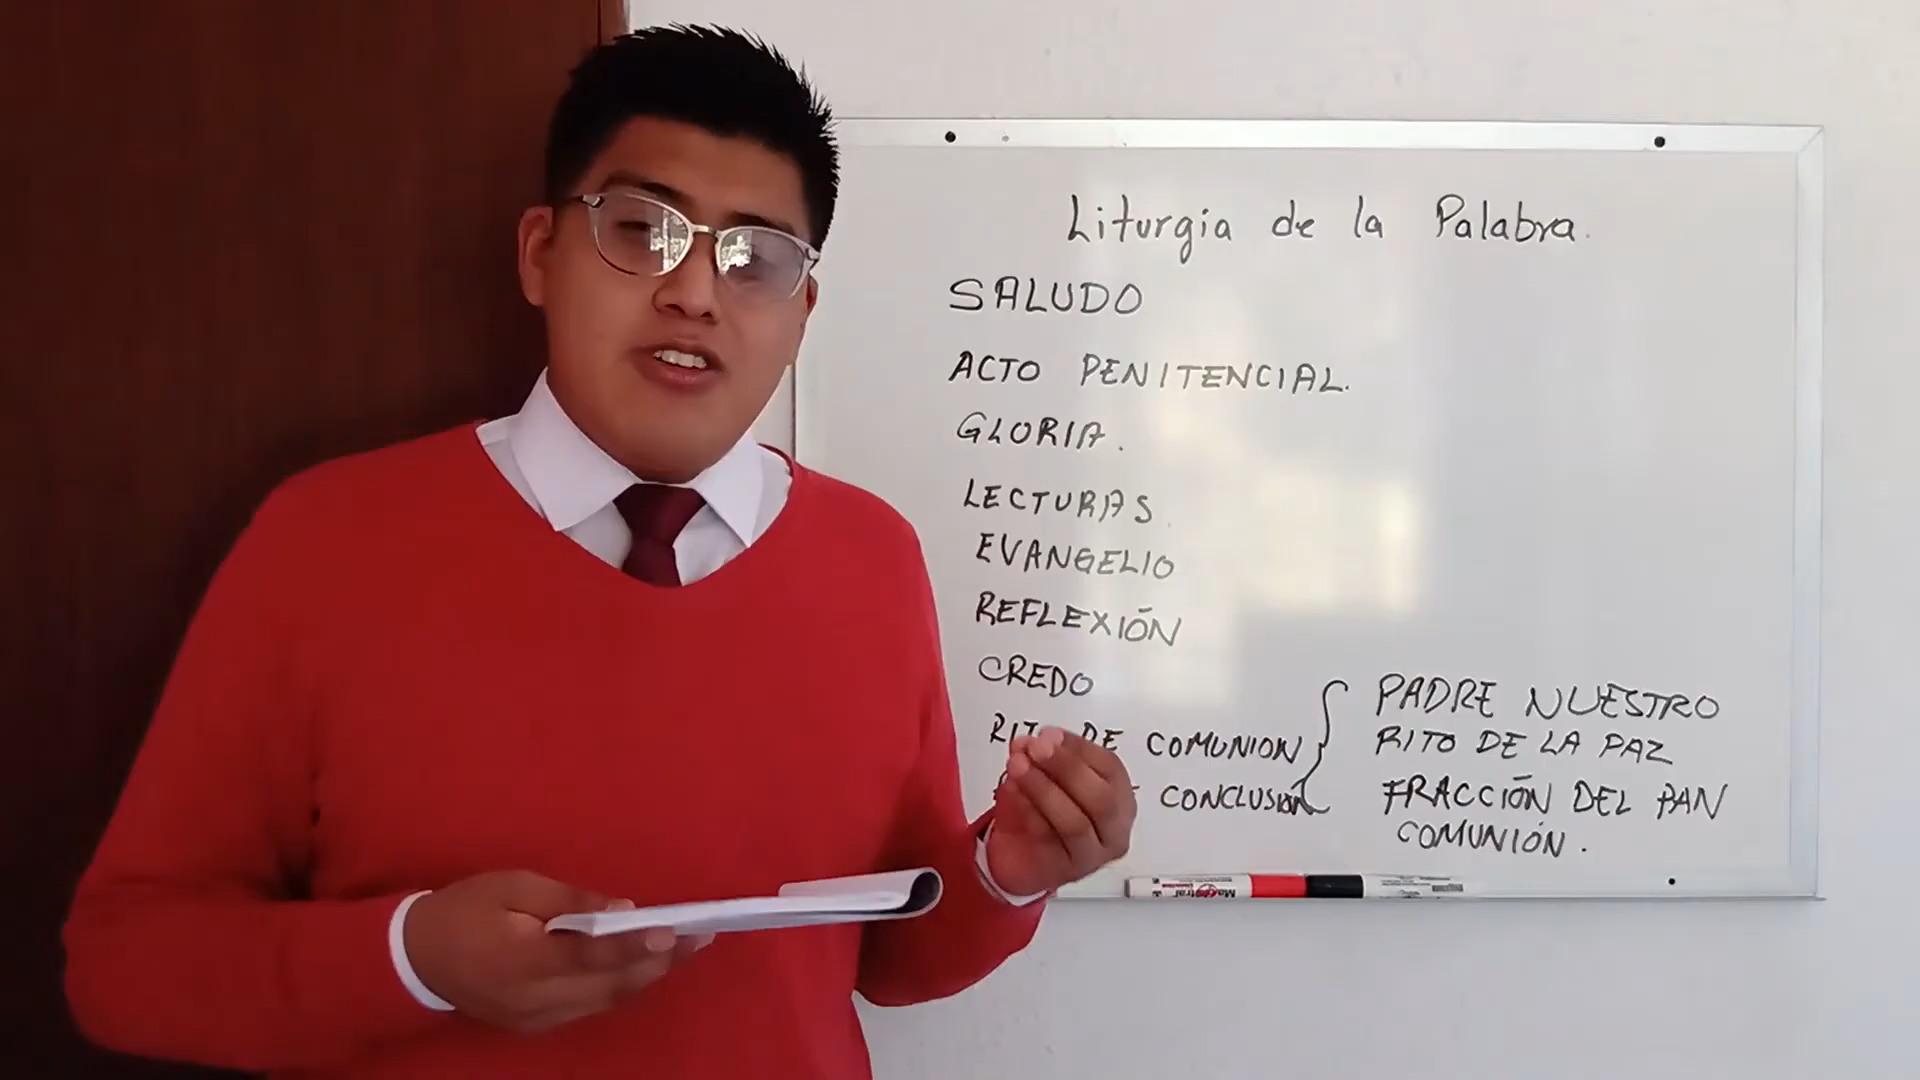 Liturgia de la Palabra.
SALUDO
ACTO PENITENCIAL.
GLORIA.
LECTURAS.
EVANGELIO
REFLEXIÓN
CREDO
DE COMUNION
CONCLUSIÓN
PADRE NUESTRO
RITO DE LA PAZ
FRACCIÓN DEL PAN
COMUNIÓN.